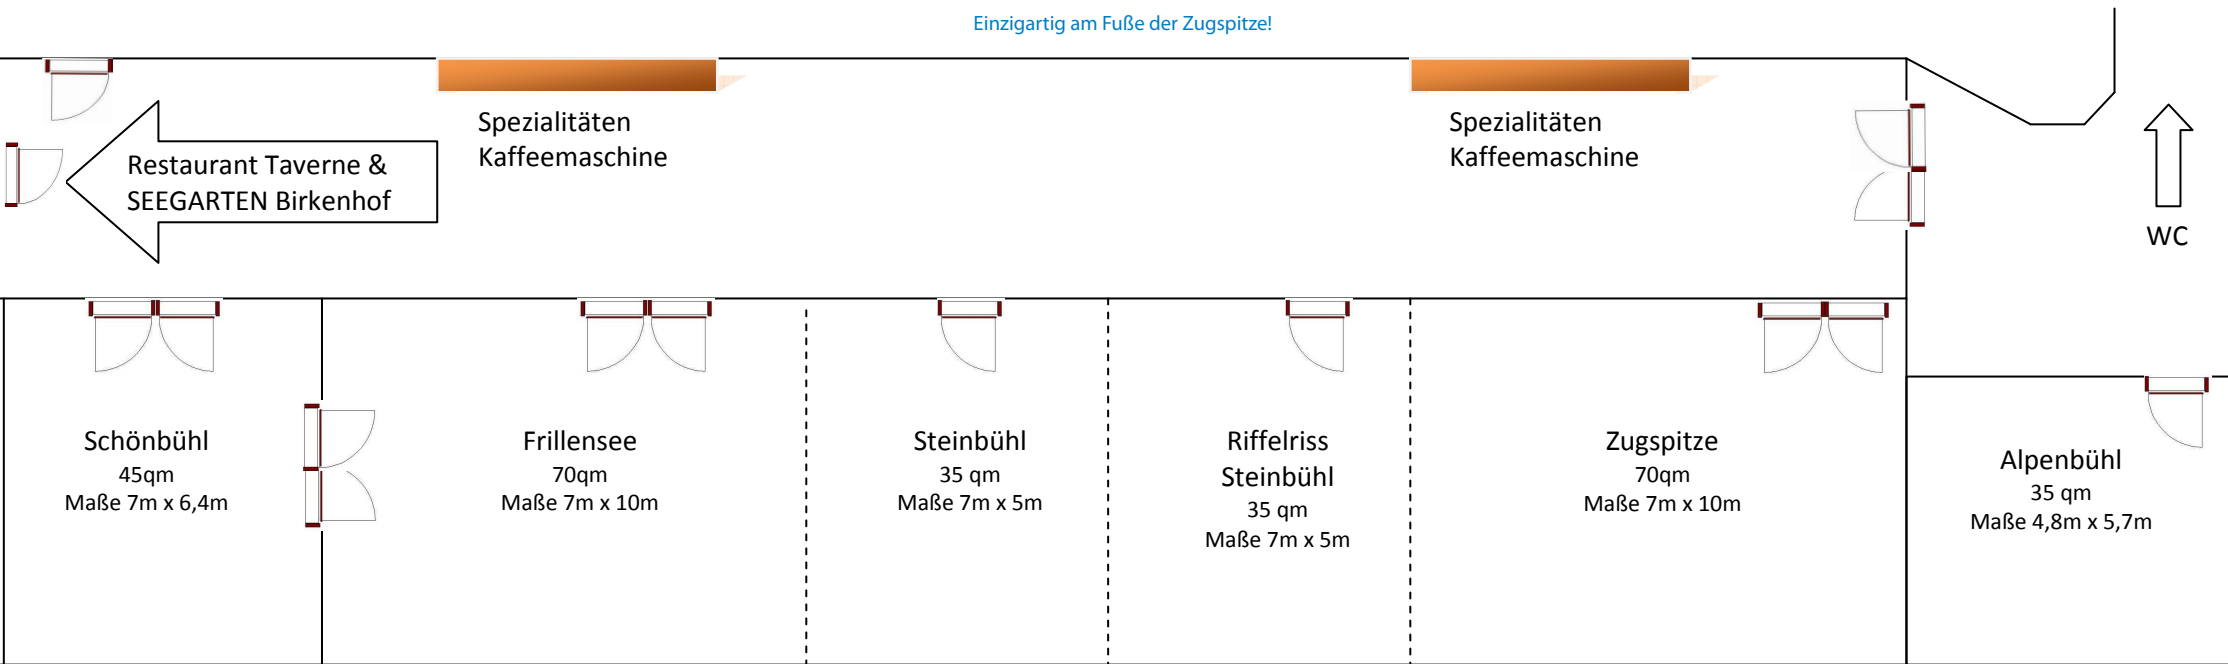 Einzigartig am Fuße der Zugspitze!
Spezialitäten
Kaffeemaschine
Spezialitäten
Kaffeemaschine
Restaurant Taverne &
SEEGARTEN Birkenhof
WC
Schönbühl
45qm
Maße 7m x 6,4m
Frillensee
70qm
Maße 7m x 10m
Steinbühl
35 qm
Maße 7m x 5m
Riffelriss
Steinbühl
35 qm
Maße 7m x 5m
Zugspitze
70qm
Maße 7m x 10m
Alpenbühl
35 qm
Maße 4,8m x 5,7m